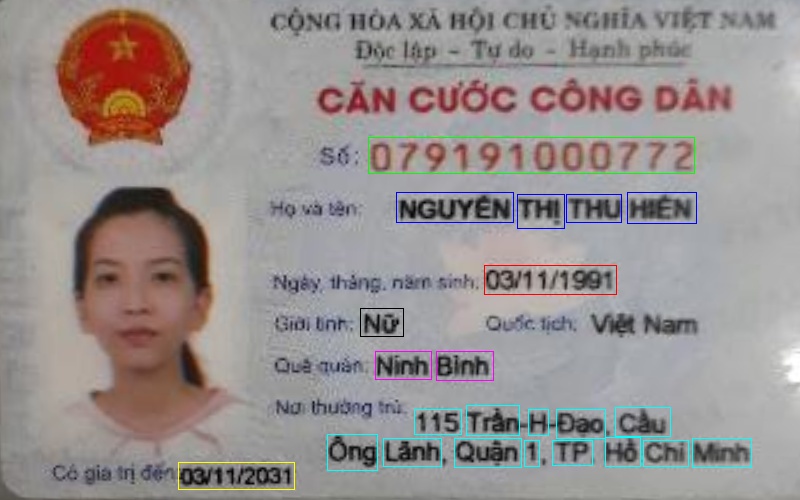 CỘNG HÒA XÃ HỘI CHỦ NGHĨA VIỆT NAM
Độc lập - Tự do - Hạnh phúc
CĂN CƯỚC CÔNG DÂN
Số: 079191000772
Họ và tên: NGUYỄN THỊ THU HIỀN
Ngày, tháng, năm sinh: 03/11/1991
Giới tính: Nữ Quốc tịch: Việt Nam
Quê quán: Ninh Bình
Nơi thường trú: 115 Trần-H-Đạo, Cầu
Ông Lãnh, Quận 1, TP. Hồ Chí Minh
Có giá trị đến 03/11/2031